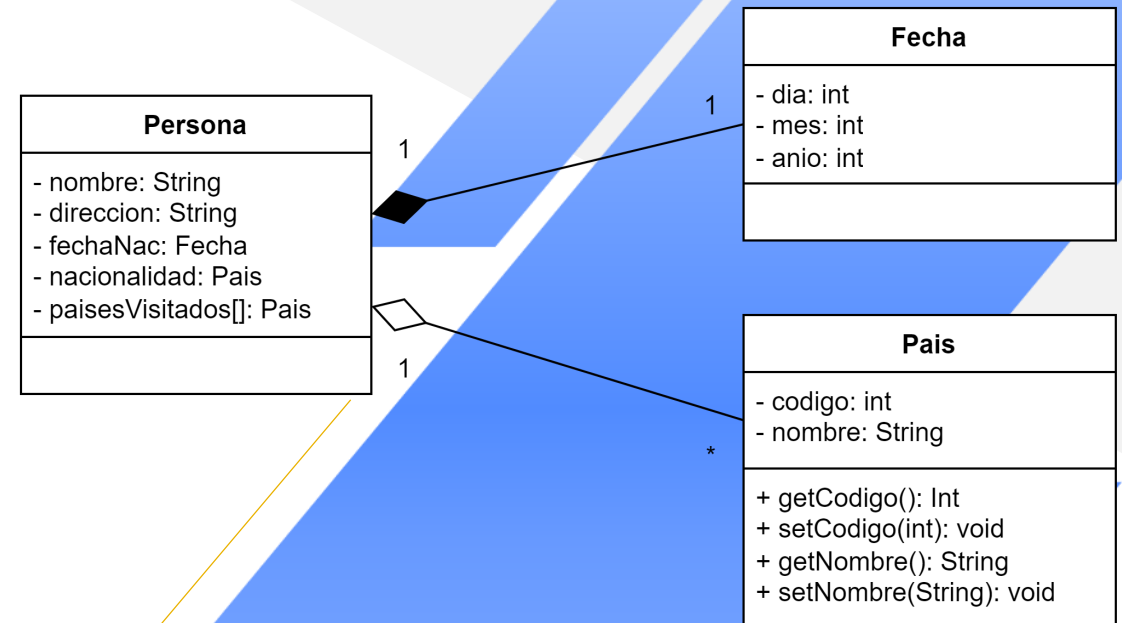 Persona
- nombre: String
- direccion: String
- fechaNac: Fecha
- nacionalidad: Pais
- paisesVisitados[]: Pais
1
1
Fecha
- dia: int
- mes: int
- anio: int
1
*
Pais
- codigo: int
- nombre: String
+ getCodigo(): Int
+ setCodigo(int): void
+ getNombre(): String
+ setNombre(String): void